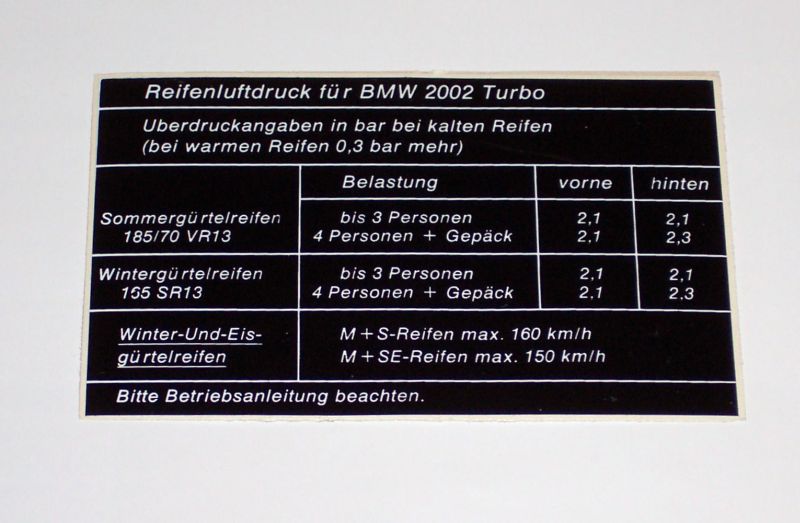 Reifenluftdruck für BMW 2002 Turbo
Uberdruckangaben in bar bei kalten Reifen
(bei warmen Reifen 0,3 bar mehr)
Belastung vorne hinten
Sommergürtelreifen bis 3 Personen 2,1 2,1
185/70 VR13 4 Personen + Gepäck 2,1 2,3
Wintergürtelreifen bis 3 Personen 2,1 2,1
165 SR13 4 Personen + Gepäck 2,1 2,3
Winter-Und-Eis- M+S-Reifen max. 160 km/h
gürtelreifen M+SE-Reifen max. 150 km/h
Bitte Betriebsanleitung beachten.